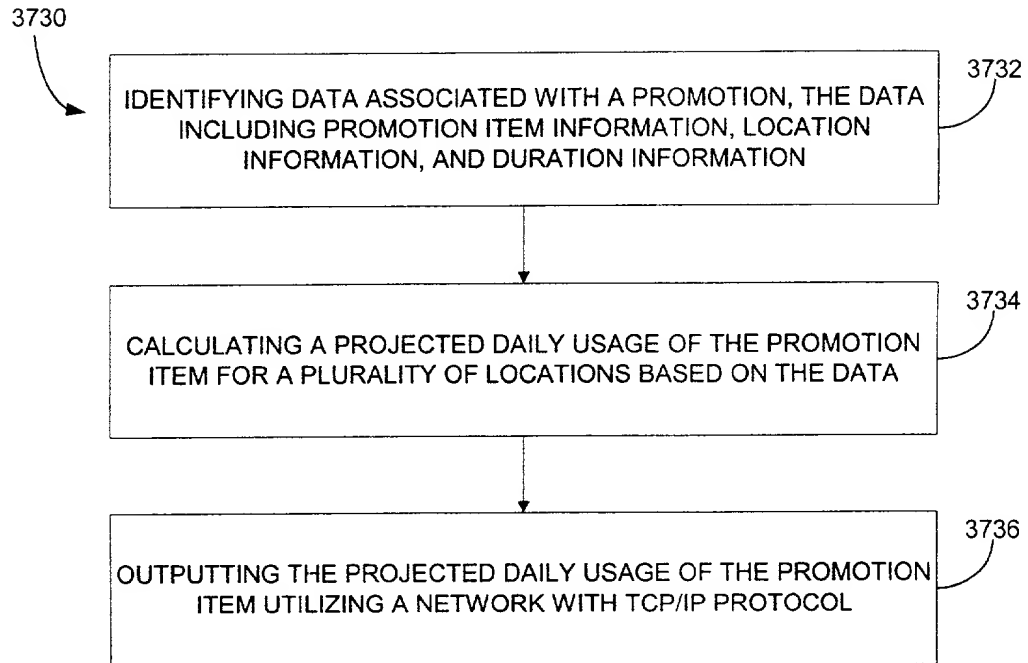 3730
3732
IDENTIFYING DATA ASSOCIATED WITH A PROMOTION, THE DATA
INCLUDING PROMOTION ITEM INFORMATION, LOCATION
INFORMATION, AND DURATION INFORMATION
3734
CALCULATING A PROJECTED DAILY USAGE OF THE PROMOTION
ITEM FOR A PLURALITY OF LOCATIONS BASED ON THE DATA
3736
OUTPUTTING THE PROJECTED DAILY USAGE OF THE PROMOTION
ITEM UTILIZING A NETWORK WITH TCP/IP PROTOCOL